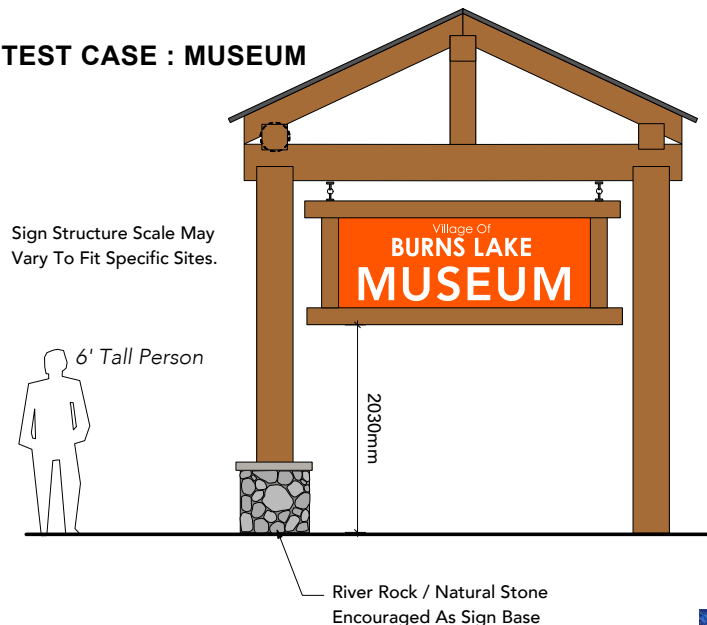 TEST CASE : MUSEUM
Sign Structure Scale May
Vary To Fit Specific Sites.
Village Of
BURNS LAKE
MUSEUM
6' Tall Person
2030mm
River Rock / Natural Stone
Encouraged As Sign Base